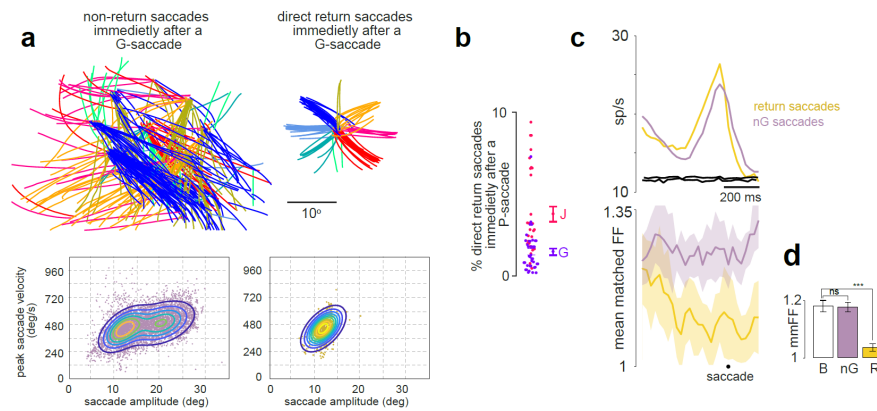 a
non-return saccades
immedietly after a
G-saccade
direct return saccades
immedietly after a
G-saccade
10º
peak saccade velocity
(deg/s)
960
720
480
240
0
0
10
20
30
saccade amplitude (deg)
960
720
480
240
0
0
10
20
30
saccade amplitude (deg)
b
% direct return saccades
immedietly after a
P-saccade
10
0
J
G
c
30
sp/s
10
return saccades
nG saccades
200 ms
1.35
mean matched FF
1
saccade
d
mmFF
1.2
1
ns
***
B
nG
R